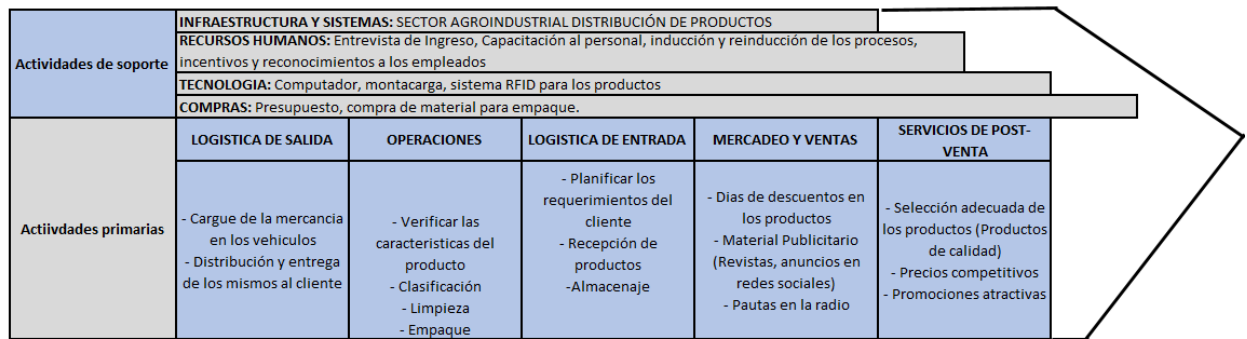 Actividades de soporte
INFRAESTRUCTURA Y SISTEMAS: SECTOR AGROINDUSTRIAL DISTRIBUCIÓN DE PRODUCTOS
RECURSOS HUMANOS: Entrevista de Ingreso, Capacitación al personal, inducción y reinducción de los procesos,
incentivos y reconocimientos a los empleados
TECNOLOGIA: Computador, montacarga, sistema RFID para los productos
COMPRAS: Presupuesto, compra de material para empaque.
Actiivdades primarias
LOGISTICA DE SALIDA
- Cargue de la mercancia
en los vehiculos
- Distribución y entrega
de los mismos al cliente
OPERACIONES
- Verificar las
caracteristicas del
producto
- Clasificación
- Limpieza
- Empaque
LOGISTICA DE ENTRADA
- Planificar los
requerimientos del
cliente
- Recepción de
productos
-Almacenaje
MERCADEO Y VENTAS
- Dias de descuentos en
los productos
- Material Publicitario
(Revistas, anuncios en
redes sociales)
- Pautas en la radio
SERVICIOS DE POST-
VENTA
- Selección adecuada de
los productos (Productos
de calidad)
- Precios competitivos
- Promociones atractivas